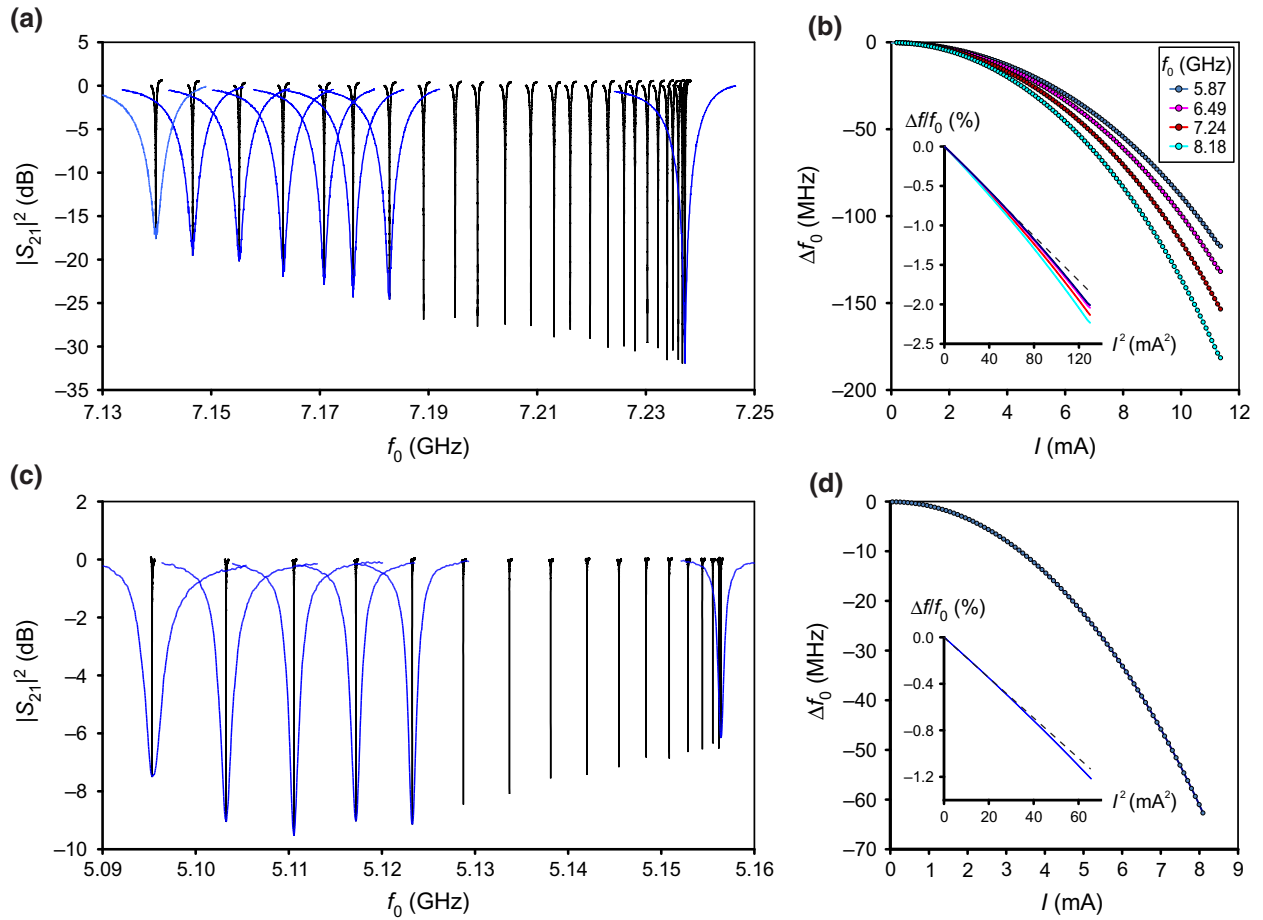 (a)
5
0
–5
–10
–15
–20
–25
–30
–35
|S21|² (dB)
7.13 7.15 7.17 7.19 7.21 7.23 7.25
f0 (GHz)
(b)
0
–50
–100
–150
–200
Δf0 (MHz)
f0 (GHz)
5.87
6.49
7.24
8.18
Δf/f0 (%)
0.0
–0.5
–1.0
–1.5
–2.0
–2.5
0 40 80 120
I² (mA²)
0 2 4 6 8 10 12
I (mA)
(c)
2
0
–2
–4
–6
–8
–10
|S21|² (dB)
5.09 5.10 5.11 5.12 5.13 5.14 5.15 5.16
f0 (GHz)
(d)
0
–10
–20
–30
–40
–50
–60
–70
Δf0 (MHz)
Δf/f0 (%)
0.0
–0.4
–0.8
–1.2
0 20 40 60
I² (mA²)
0 1 2 3 4 5 6 7 8 9
I (mA)